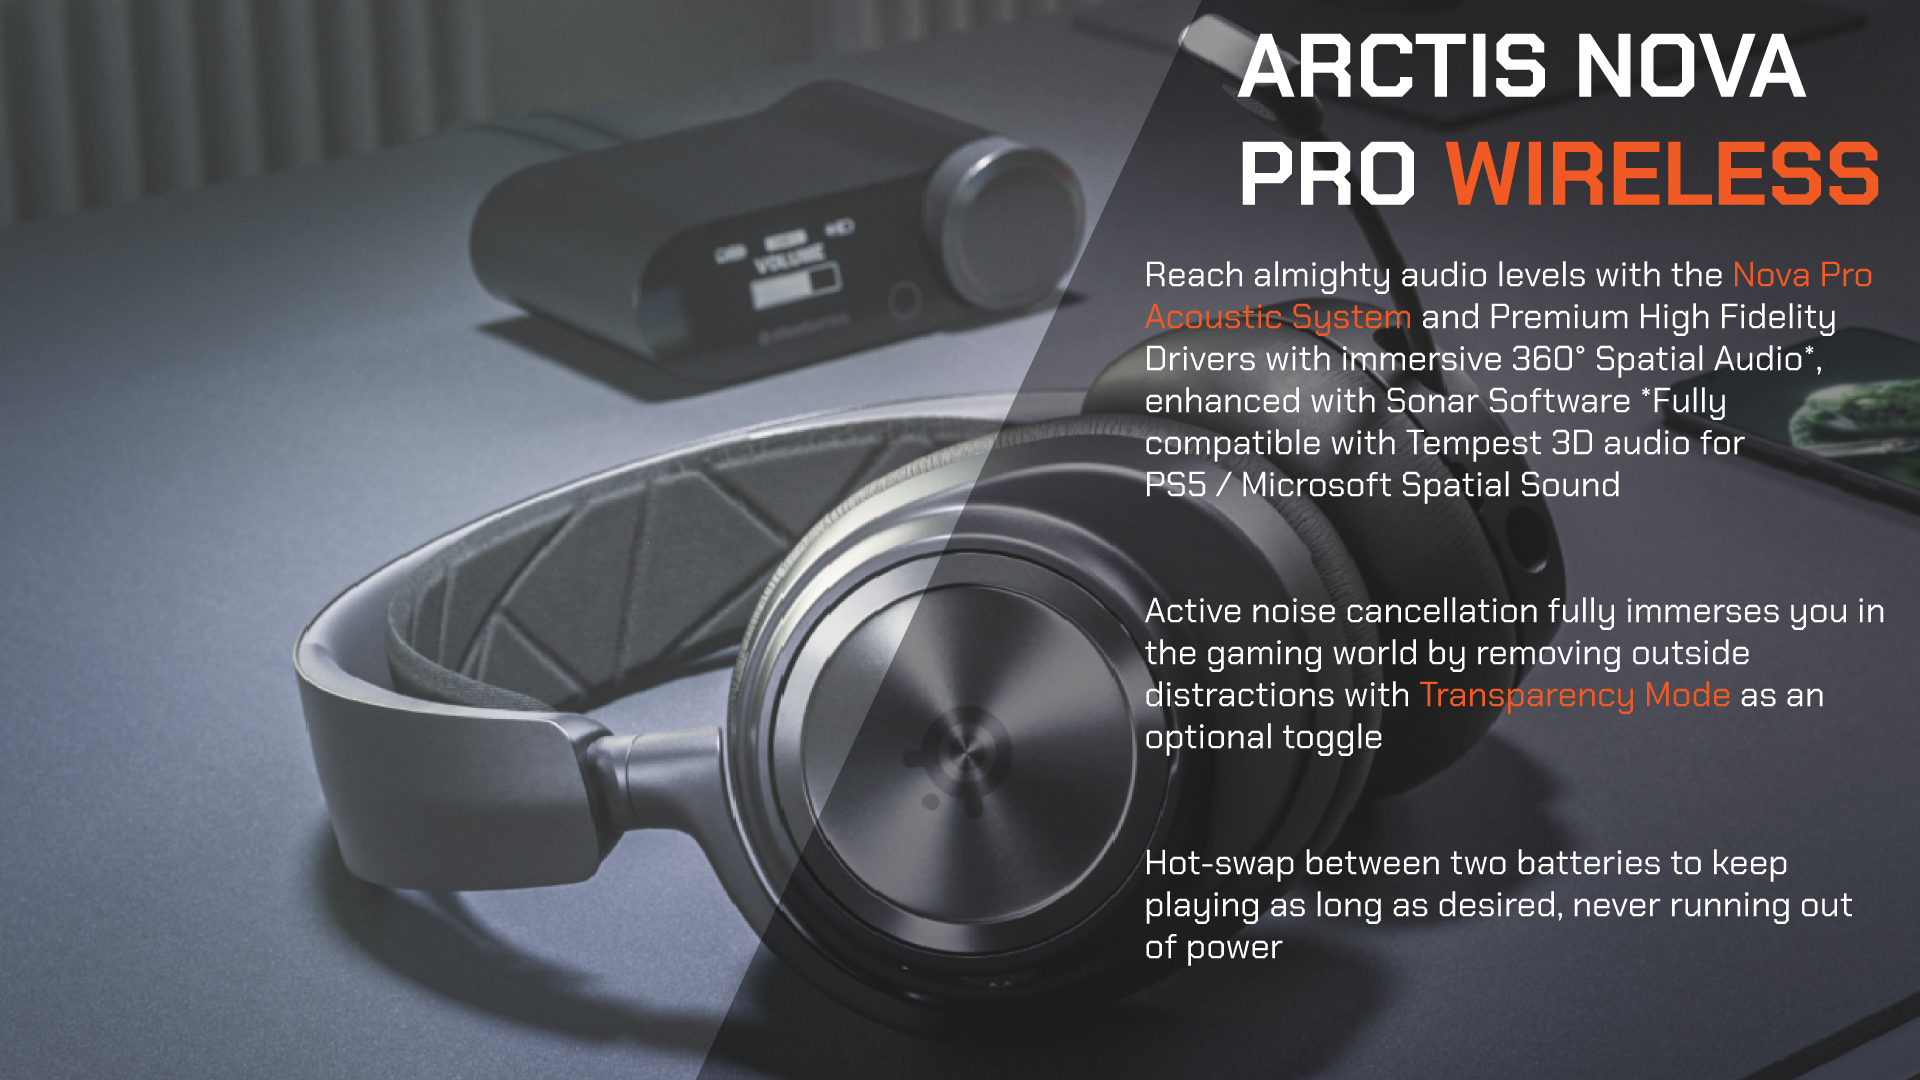 ARCTIS NOVA
PRO WIRELESS
Reach almighty audio levels with the Nova Pro
Acoustic System and Premium High Fidelity
Drivers with immersive 360° Spatial Audio*,
enhanced with Sonar Software *Fully
compatible with Tempest 3D audio for
PS5 / Microsoft Spatial Sound
Active noise cancellation fully immerses you in
the gaming world by removing outside
distractions with Transparency Mode as an
optional toggle
Hot-swap between two batteries to keep
playing as long as desired, never running out
of power
VOLUME